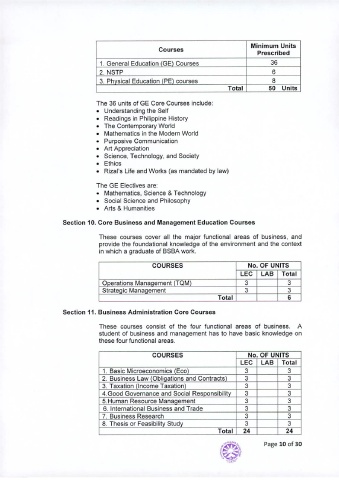 Courses Minimum Units Prescribed
1. General Education (GE) Courses 36
2. NSTP 6
3. Physical Education (PE) courses 8
Total 50 Units
The 36 units of GE Core Courses include:
• Understanding the Self
• Readings in Philippine History
• The Contemporary World
• Mathematics in the Modern World
• Purposive Communication
• Art Appreciation
• Science, Technology, and Society
• Ethics
• Rizal's Life and Works (as mandated by law)
The GE Electives are:
• Mathematics, Science & Technology
• Social Science and Philosophy
• Arts & Humanities
Section 10. Core Business and Management Education Courses
These courses cover all the major functional areas of business, and
provide the foundational knowledge of the environment and the context
in which a graduate of BSBA work.
COURSES No. OF UNITS
LEC LAB Total
Operations Management (TQM) 3 3
Strategic Management 3 3
Total 6
Section 11. Business Administration Core Courses
These courses consist of the four functional areas of business. A
student of business and management has to have basic knowledge on
these four functional areas.
COURSES No. OF UNITS
LEC LAB Total
1. Basic Microeconomics (Eco) 3 3
2. Business Law (Obligations and Contracts) 3 3
3. Taxation (Income Taxation) 3 3
4.Good Governance and Social Responsibility 3 3
5.Human Resource Management 3 3
6. International Business and Trade 3 3
7. Business Research 3 3
8. Thesis or Feasibility Study 3 3
Total 24 24
Page 10 of 30